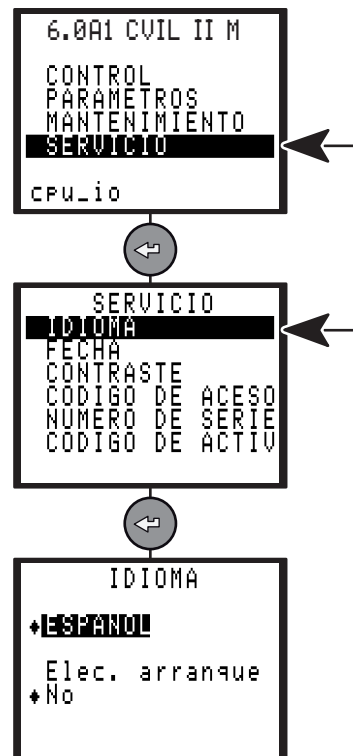 6.0A1 CVIL II M
CONTROL
PARAMETROS
MANTENIMIENTO
SERVICIO
cpu_io
SERVICIO
IDIOMA
FECHA
CONTRASTE
CODIGO DE ACESO
NUMERO DE SERIE
CODIGO DE ACTIV
IDIOMA
ESPANOL
Elec. arranque
No